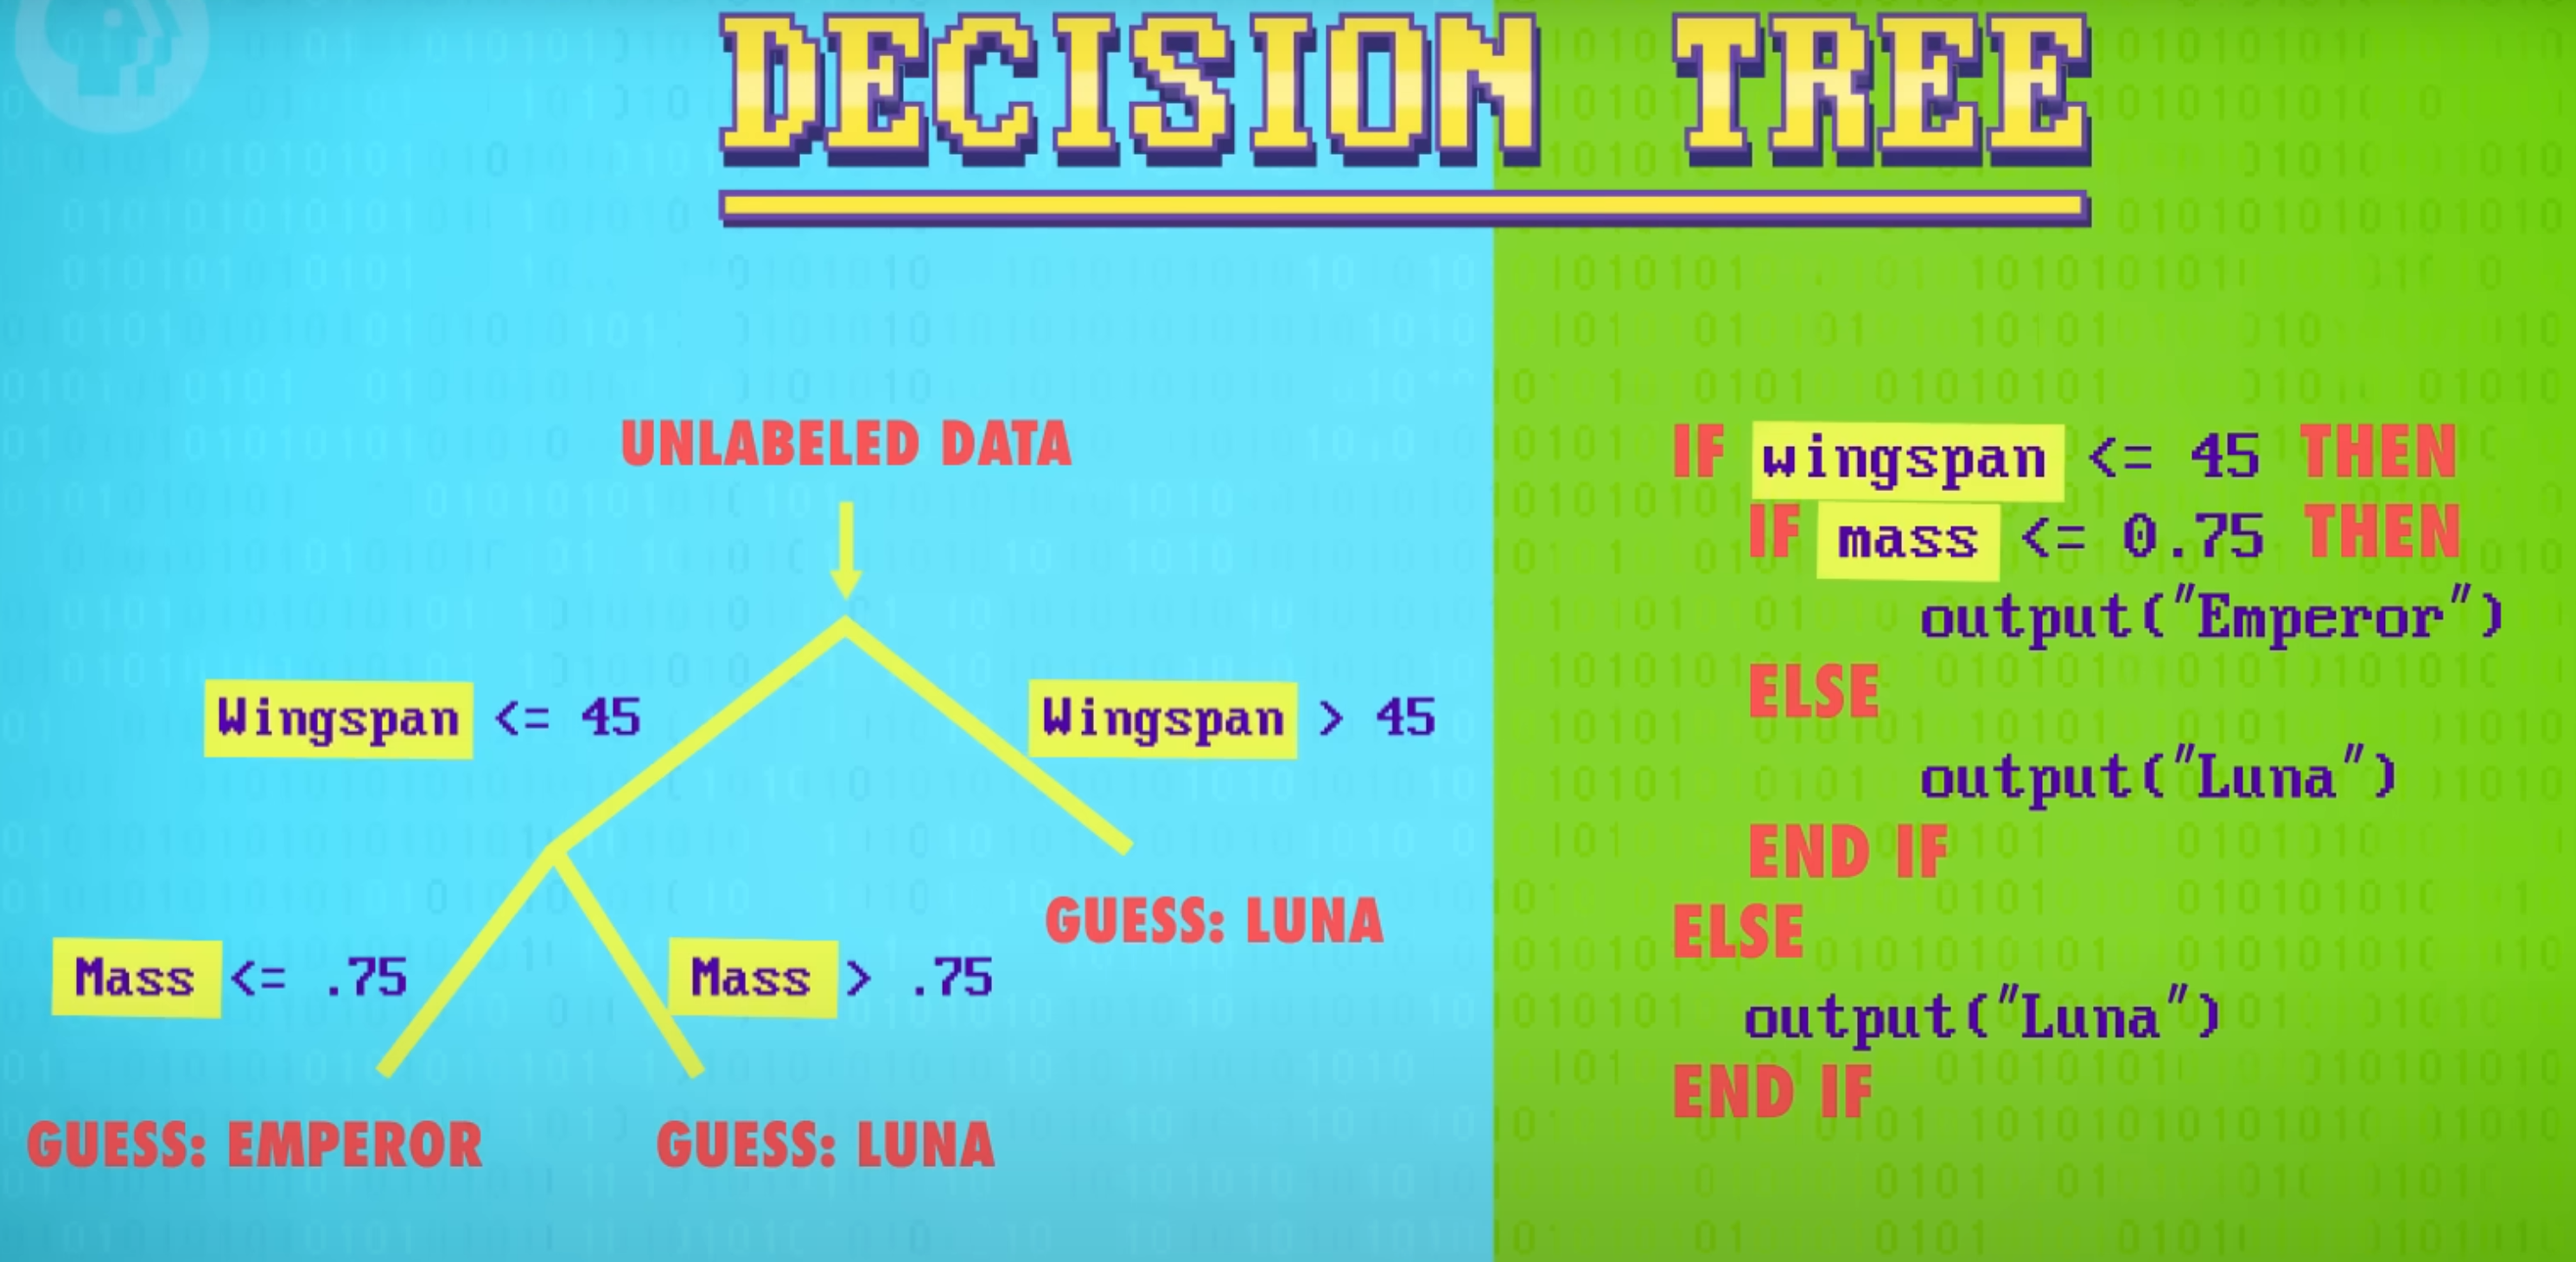 DECISION TREE
UNLABELED DATA
Wingspan <= 45
Wingspan > 45
GUESS: LUNA
Mass <= .75
Mass > .75
GUESS: EMPEROR
GUESS: LUNA
IF wingspan <= 45 THEN
IF mass <= 0.75 THEN
output("Emperor")
ELSE
output("Luna")
END IF
ELSE
output("Luna")
END IF